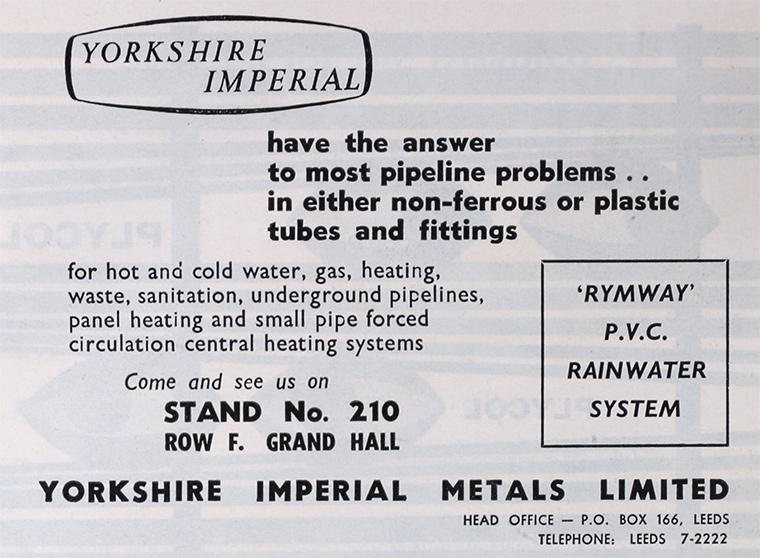 YORKSHIRE
IMPERIAL
have the answer
to most pipeline problems . .
in either non-ferrous or plastic
tubes and fittings
for hot and cold water, gas, heating,
waste, sanitation, underground pipelines,
panel heating and small pipe forced
circulation central heating systems
'RYMWAY'
P.V.C.
RAINWATER
SYSTEM
Come and see us on
STAND No. 210
ROW F. GRAND HALL
YORKSHIRE IMPERIAL METALS LIMITED
HEAD OFFICE — P.O. BOX 166, LEEDS
TELEPHONE: LEEDS 7-2222
PLYCOL
PLYCOL